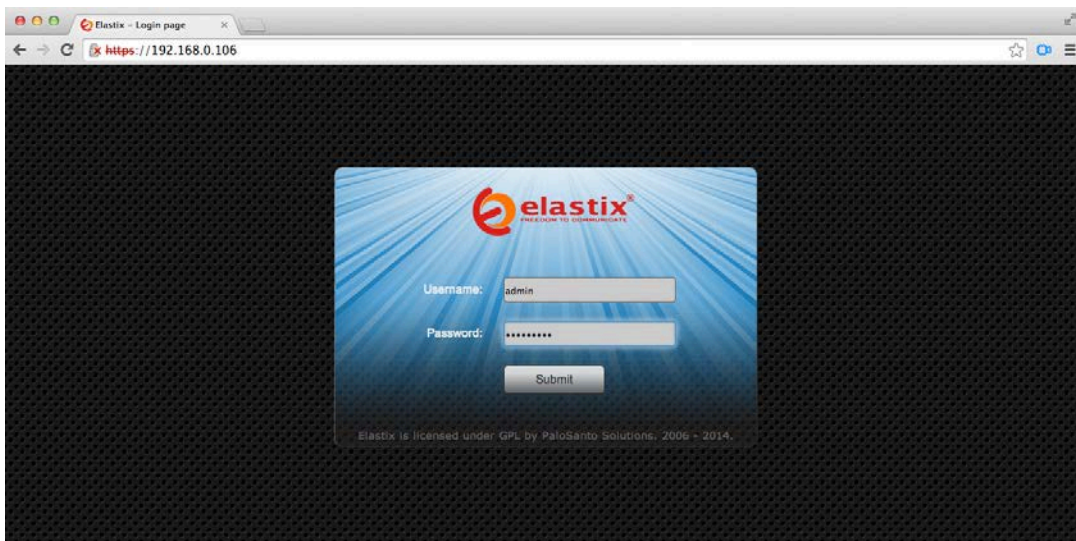 Elastix - Login page
https://192.168.0.106
elastix®
FREEDOM TO COMMUNICATE
Username: admin
Password: •••••••••
Submit
Elastix is licensed under GPL by PaloSanto Solutions. 2006 - 2014.